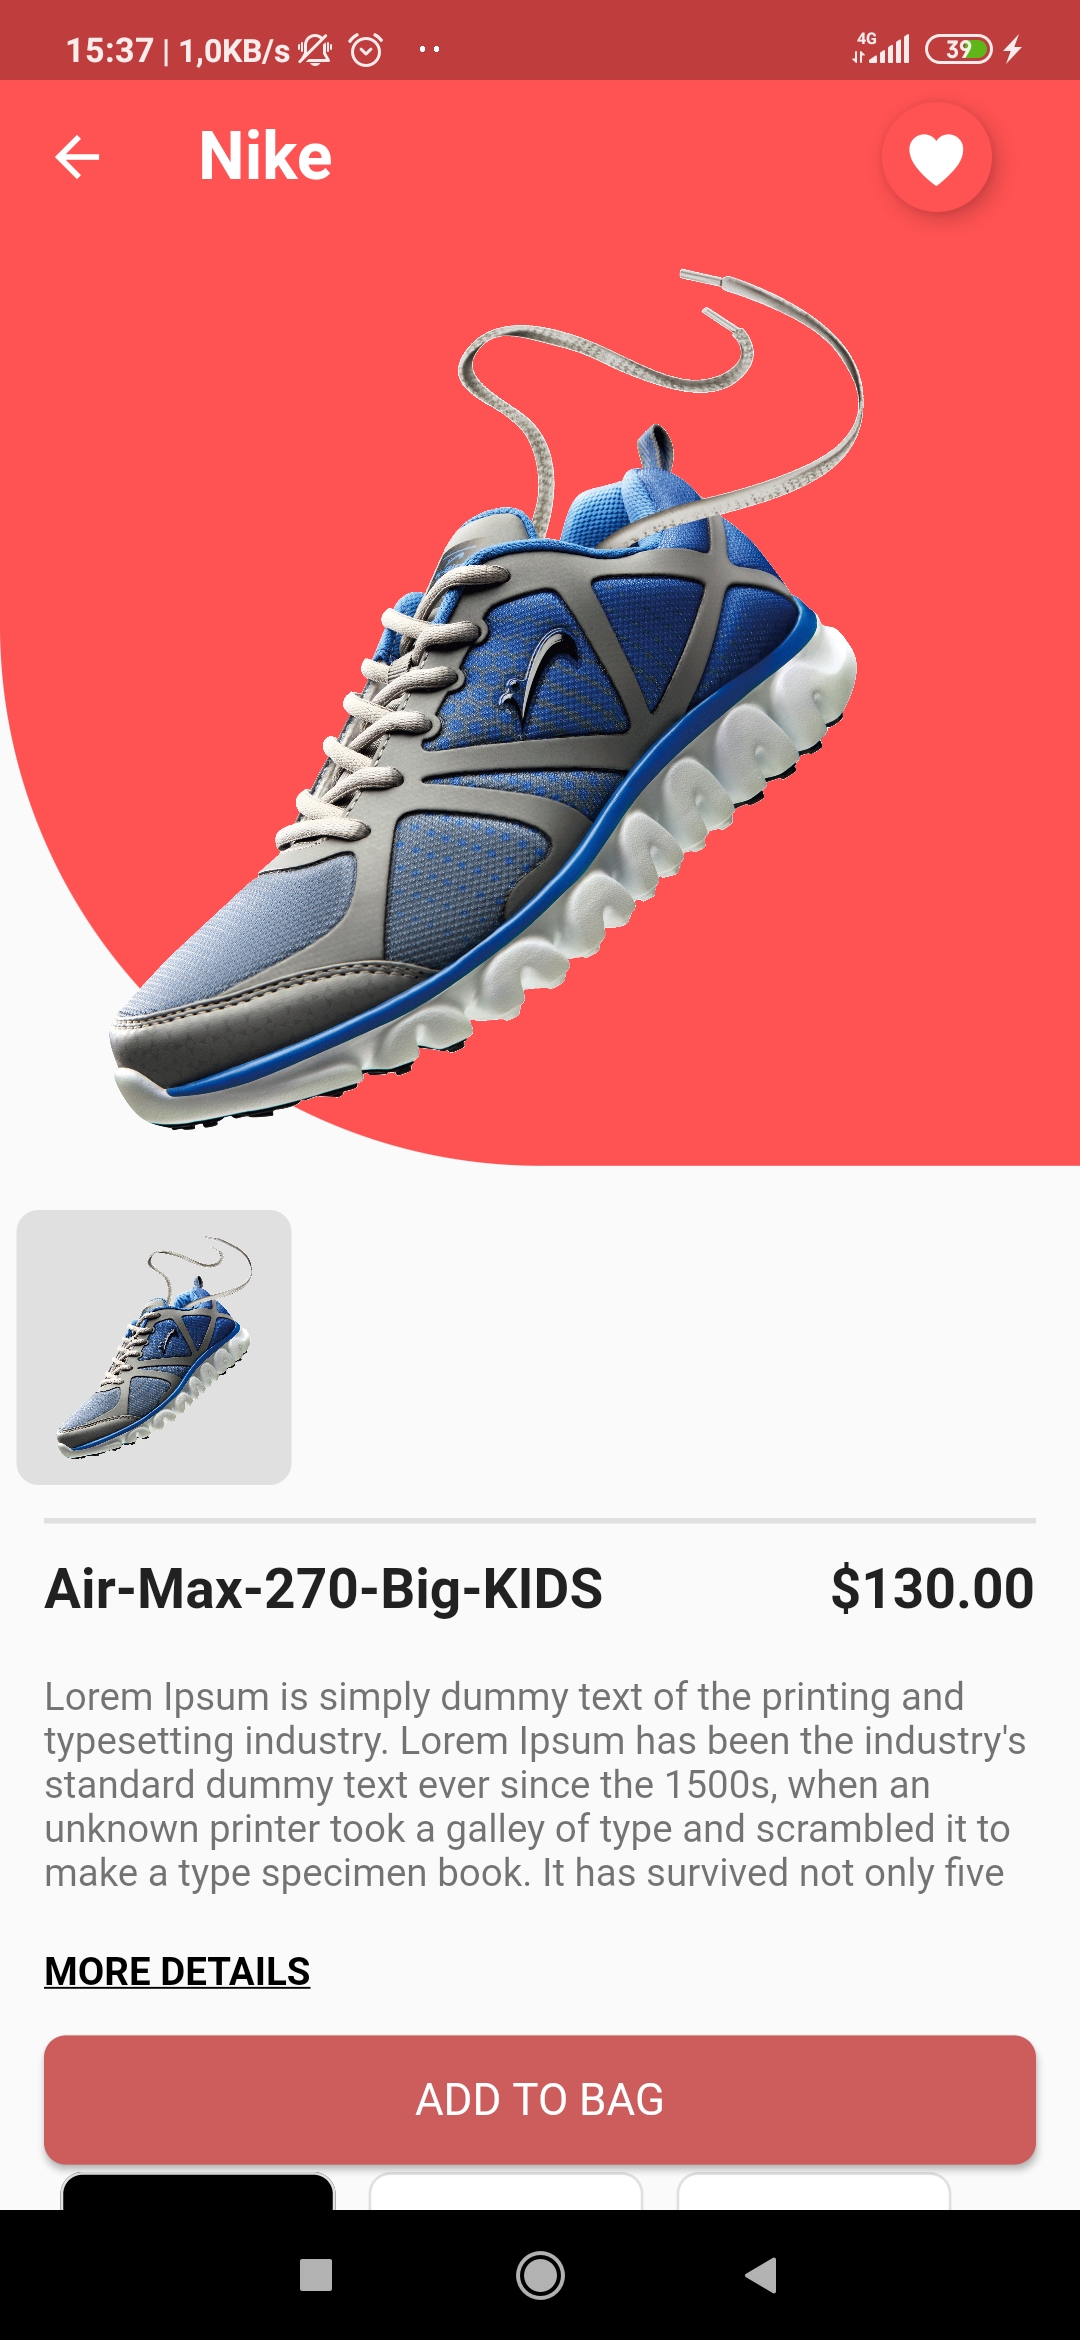 15:37 | 1,0KB/s
4G
39
Nike
Air-Max-270-Big-KIDS
$130.00
Lorem Ipsum is simply dummy text of the printing and
typesetting industry. Lorem Ipsum has been the industry's
standard dummy text ever since the 1500s, when an
unknown printer took a galley of type and scrambled it to
make a type specimen book. It has survived not only five
MORE DETAILS
ADD TO BAG